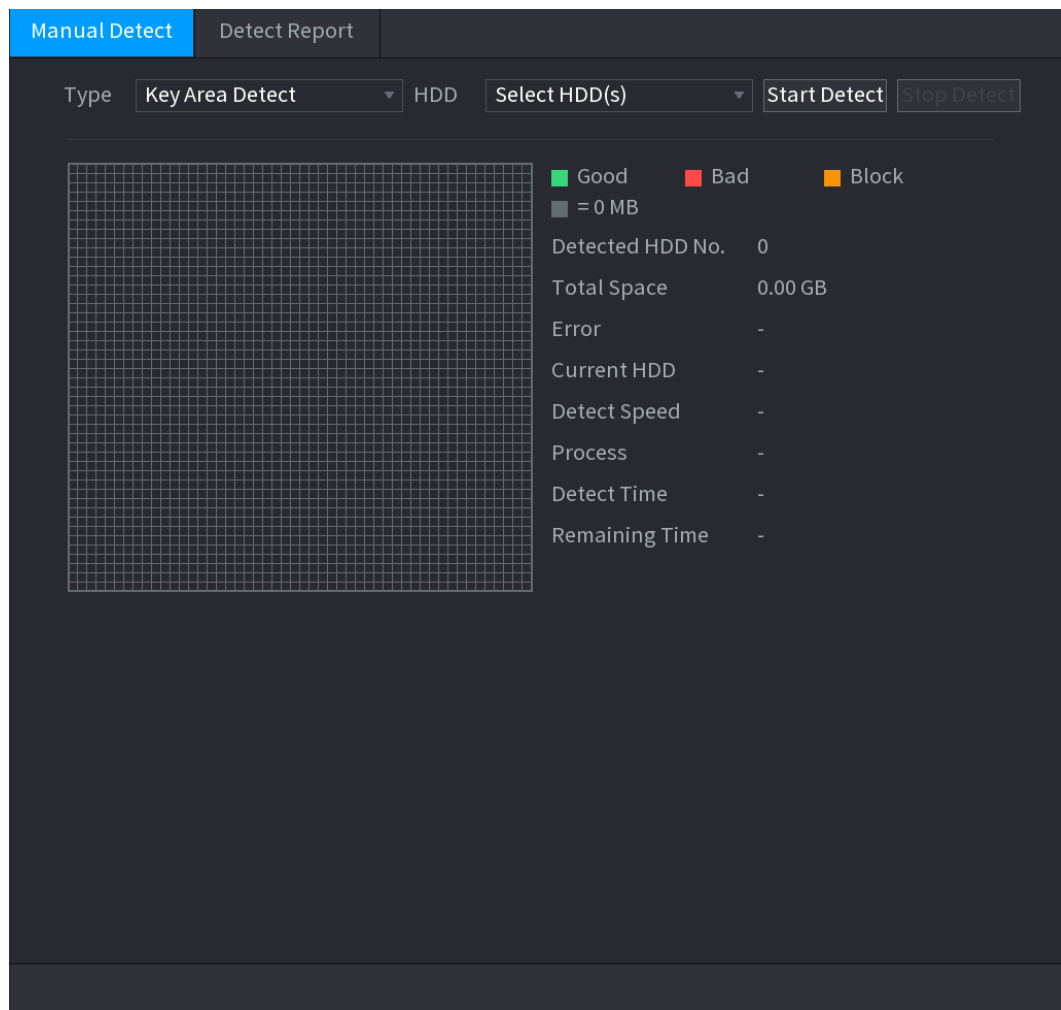 Manual Detect Detect Report
Type Key Area Detect HDD Select HDD(s) Start Detect Stop Detect
Good Bad Block
= 0 MB
Detected HDD No. 0
Total Space 0.00 GB
Error -
Current HDD -
Detect Speed -
Process -
Detect Time -
Remaining Time -